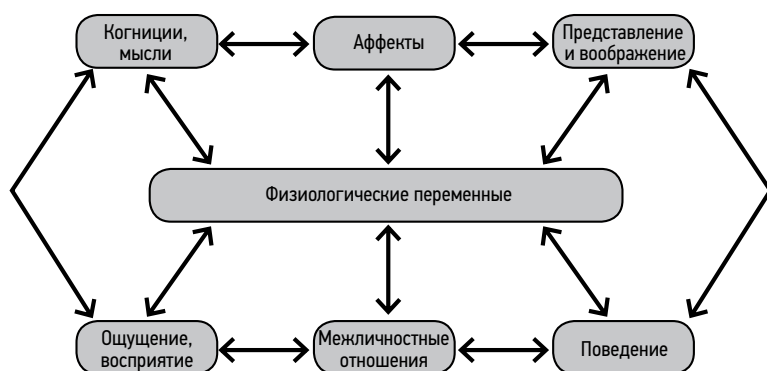 Когниции,
мысли
Аффекты
Представление
и воображение
Физиологические переменные
Ощущение,
восприятие
Межличностные
отношения
Поведение